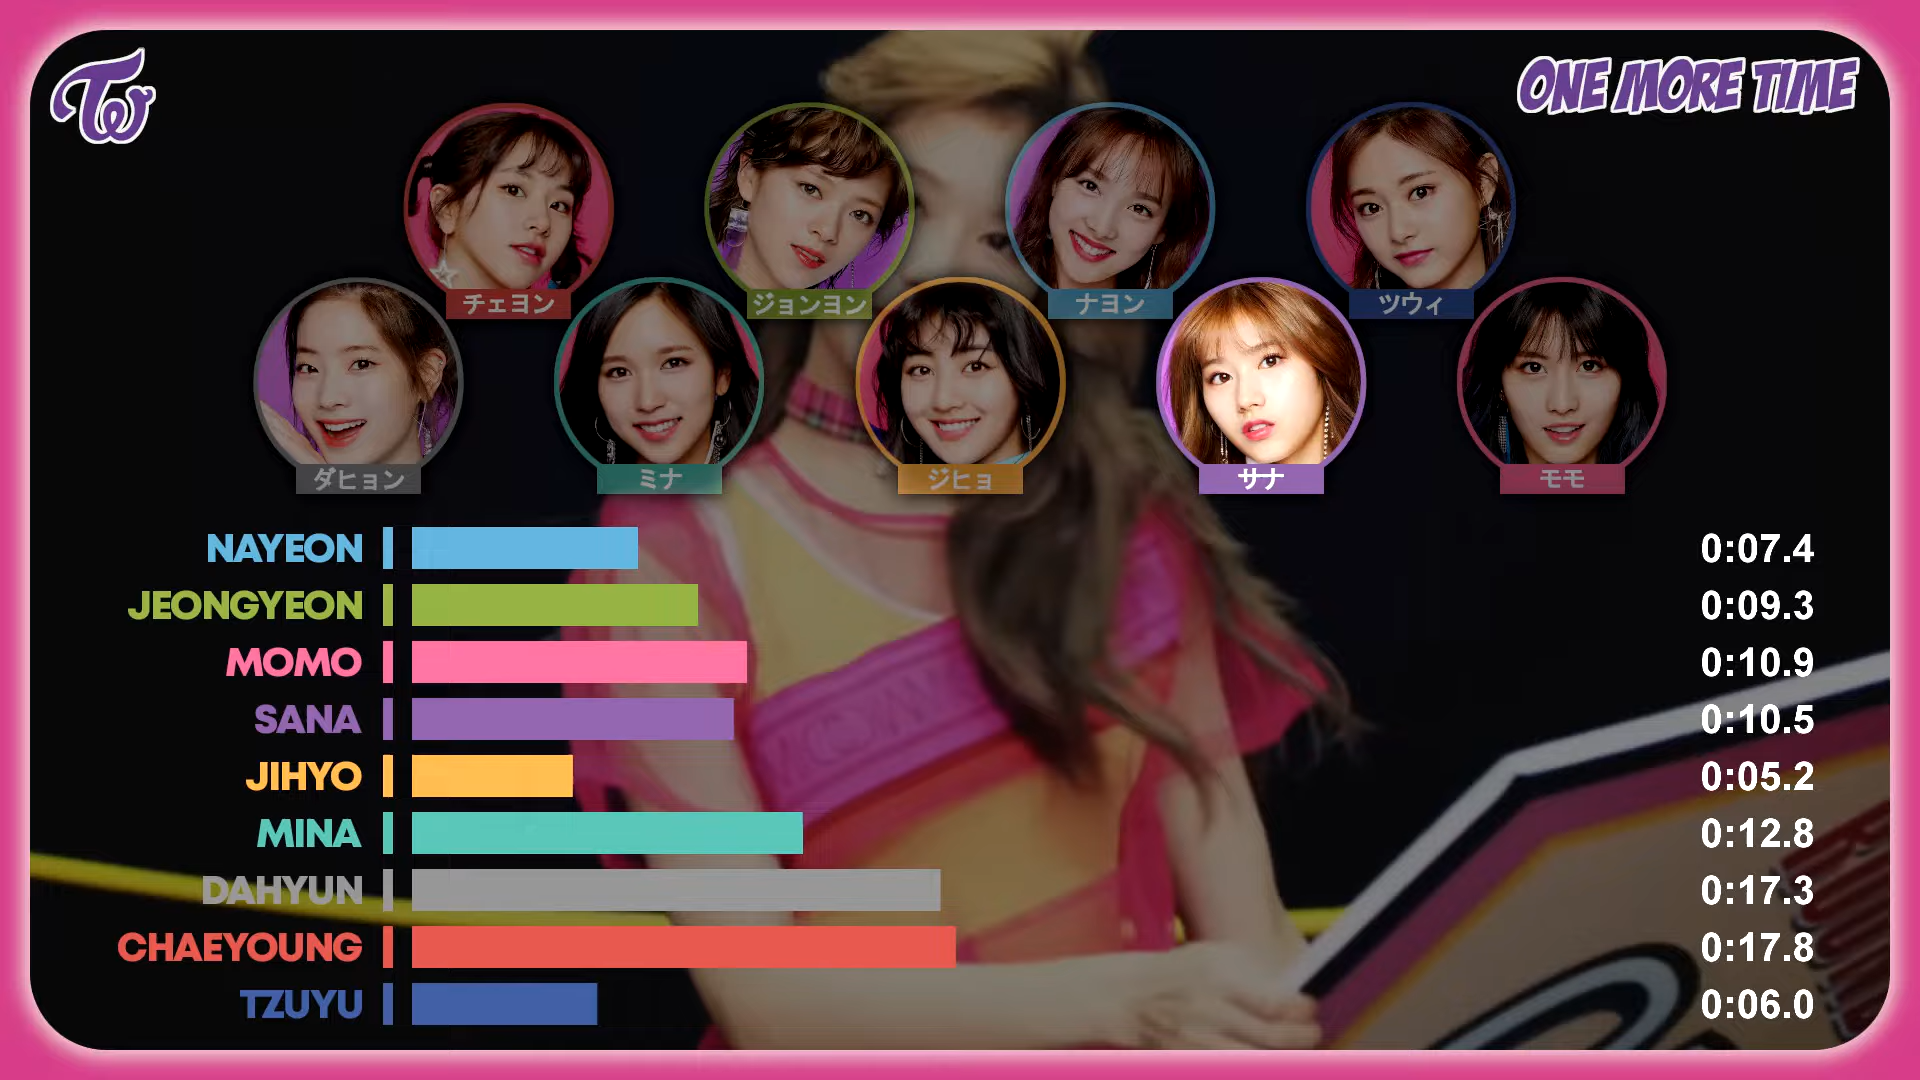 TW
ONE MORE TIME
チェヨン
ジョンヨン
ナヨン
ツウィ
ダヒョン
ミナ
ジヒョ
サナ
モモ
NAYEON 0:07.4
JEONGYEON 0:09.3
MOMO 0:10.9
SANA 0:10.5
JIHYO 0:05.2
MINA 0:12.8
DAHYUN 0:17.3
CHAEYOUNG 0:17.8
TZUYU 0:06.0